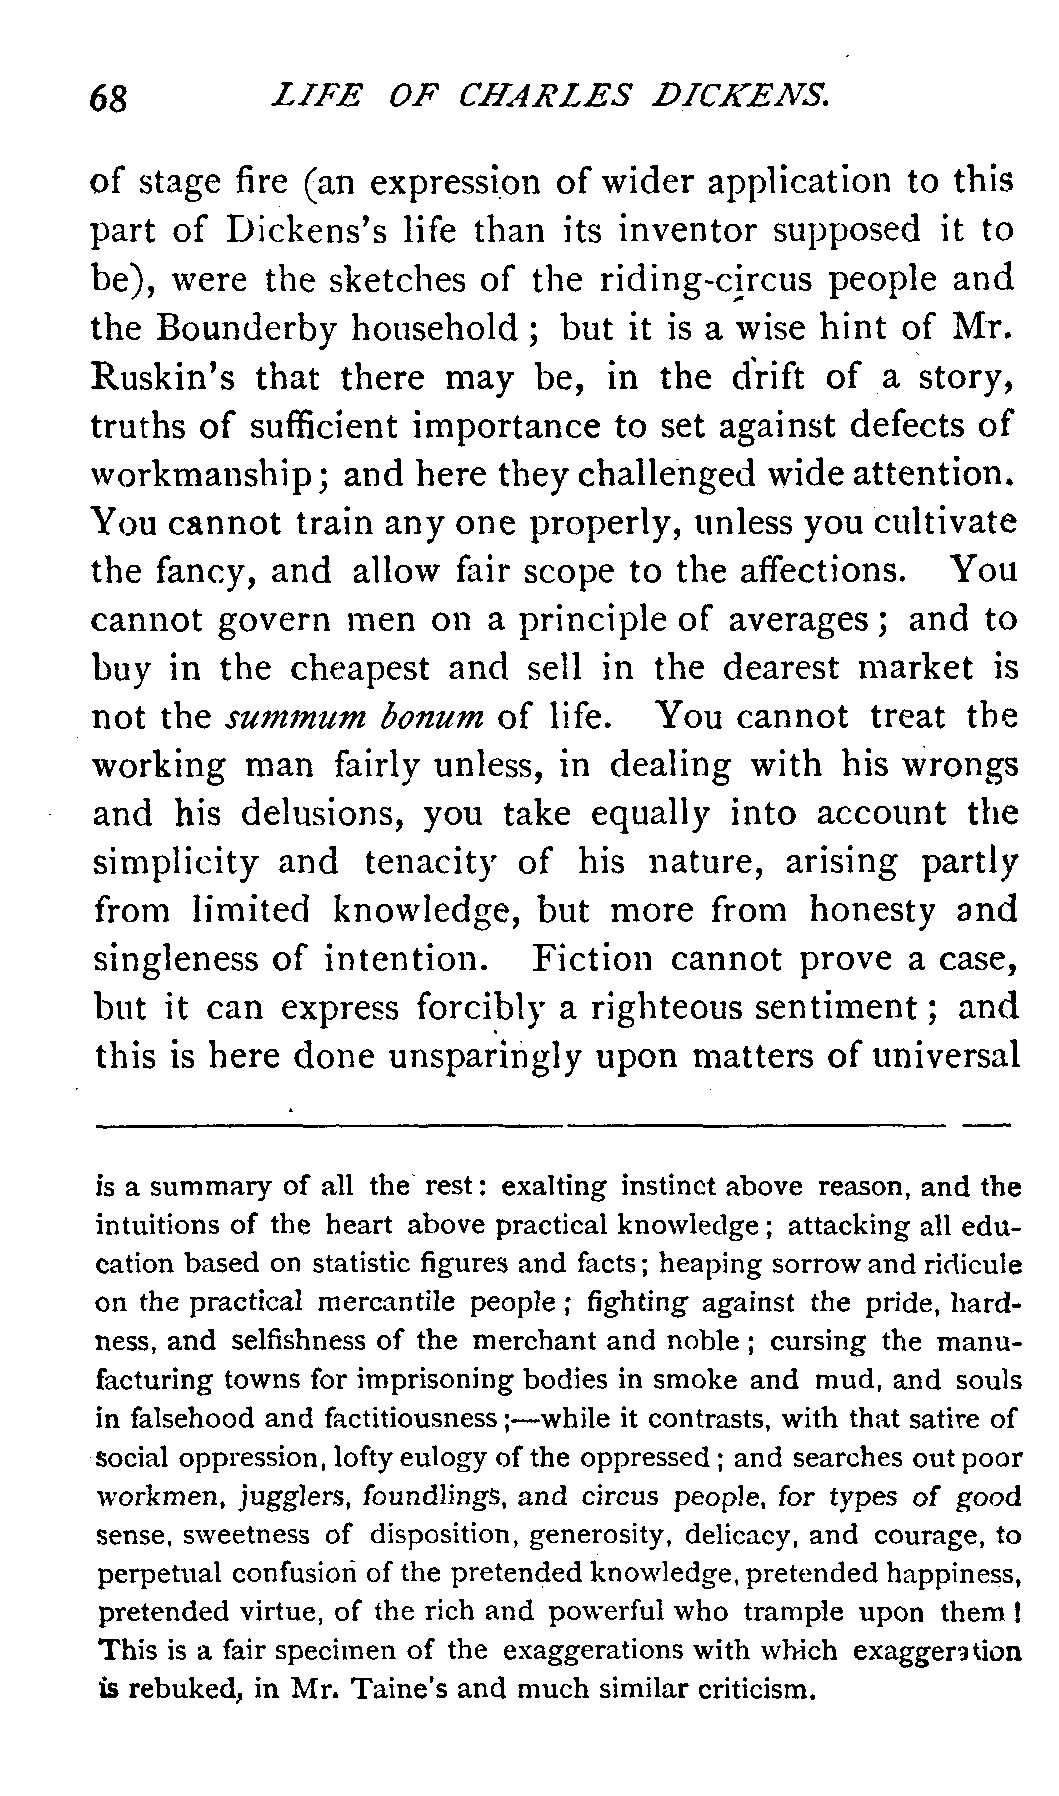 68 LIFE OF CHARLES DICKENS.
of stage fire (an expression of wider application to this
part of Dickens's life than its inventor supposed it to
be), were the sketches of the riding-circus people and
the Bounderby household ; but it is a wise hint of Mr.
Ruskin's that there may be, in the drift of a story,
truths of sufficient importance to set against defects of
workmanship; and here they challenged wide attention.
You cannot train any one properly, unless you cultivate
the fancy, and allow fair scope to the affections. You
cannot govern men on a principle of averages ; and to
buy in the cheapest and sell in the dearest market is
not the summum bonum of life. You cannot treat the
working man fairly unless, in dealing with his wrongs
and his delusions, you take equally into account the
simplicity and tenacity of his nature, arising partly
from limited knowledge, but more from honesty and
singleness of intention. Fiction cannot prove a case,
but it can express forcibly a righteous sentiment ; and
this is here done unsparingly upon matters of universal
is a summary of all the rest: exalting instinct above reason, and the
intuitions of the heart above practical knowledge ; attacking all edu-
cation based on statistic figures and facts; heaping sorrow and ridicule
on the practical mercantile people ; fighting against the pride, hard-
ness, and selfishness of the merchant and noble ; cursing the manu-
facturing towns for imprisoning bodies in smoke and mud, and souls
in falsehood and factitiousness ;—while it contrasts, with that satire of
social oppression, lofty eulogy of the oppressed ; and searches out poor
workmen, jugglers, foundlings, and circus people, for types of good
sense, sweetness of disposition, generosity, delicacy, and courage, to
perpetual confusion of the pretended knowledge, pretended happiness,
pretended virtue, of the rich and powerful who trample upon them !
This is a fair specimen of the exaggerations with which exaggeration
is rebuked, in Mr. Taine's and much similar criticism.